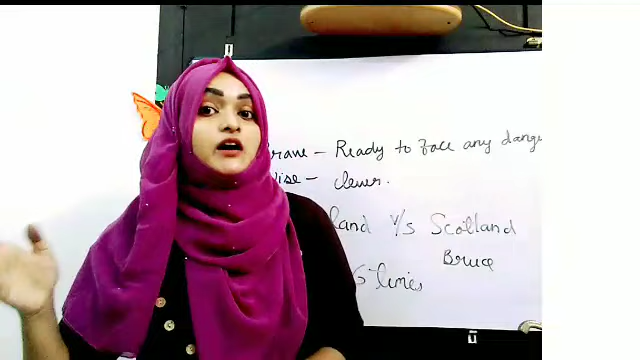 rave - Ready to face any dange
ise - clever.
land V/s Scotland
Bruce
6 times